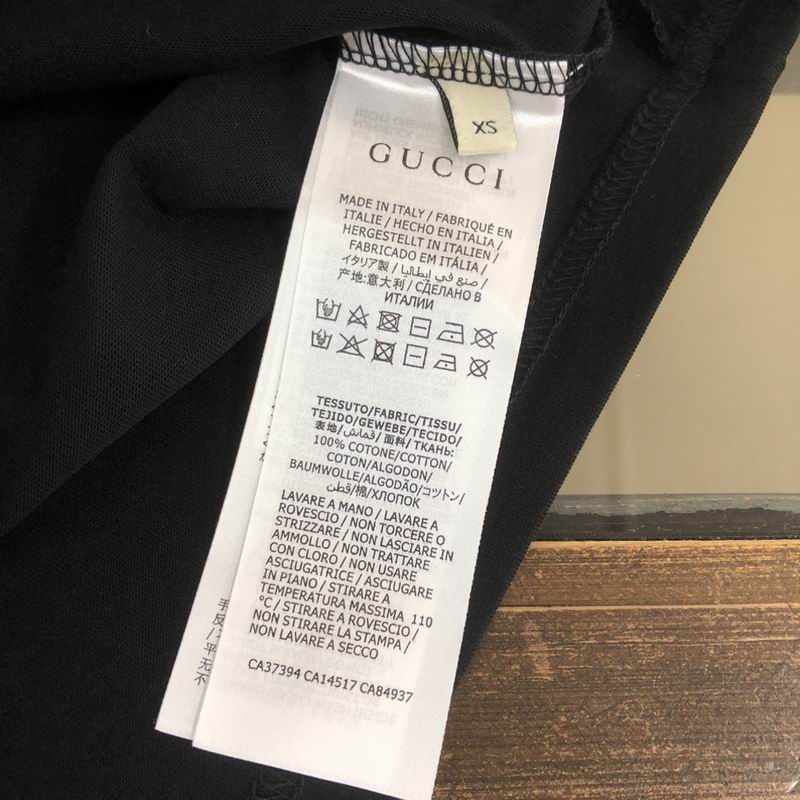 XS
GUCCI
MADE IN ITALY / FABRIQUÉ EN
ITALIE / HECHO EN ITALIA /
HERGESTELLT IN ITALIEN /
FABRICADO EM ITÁLIA /
イタリア製 / صنع في إيطاليا /
产地:意大利 / СДЕЛАНО В
ИТАЛИИ
TESSUTO/FABRIC/TISSU/
TEJIDO/GEWEBE/TECIDO/
表地/قماش/ 面料/ ТКАНЬ:
100% COTONE/COTTON/
COTON/ALGODON/
BAUMWOLLE/ALGODÃO/コットン/
قطن/棉/ХЛОПОК
LAVARE A MANO / LAVARE A
ROVESCIO / NON TORCERE O
STRIZZARE / NON LASCIARE IN
AMMOLLO / NON TRATTARE
CON CLORO / NON USARE
ASCIUGATRICE / ASCIUGARE
IN PIANO / STIRARE A
TEMPERATURA MASSIMA 110
°C / STIRARE A ROVESCIO /
NON STIRARE LA STAMPA /
NON LAVARE A SECCO
CA37394 CA14517 CA84937
手
反
/ 平
无
不